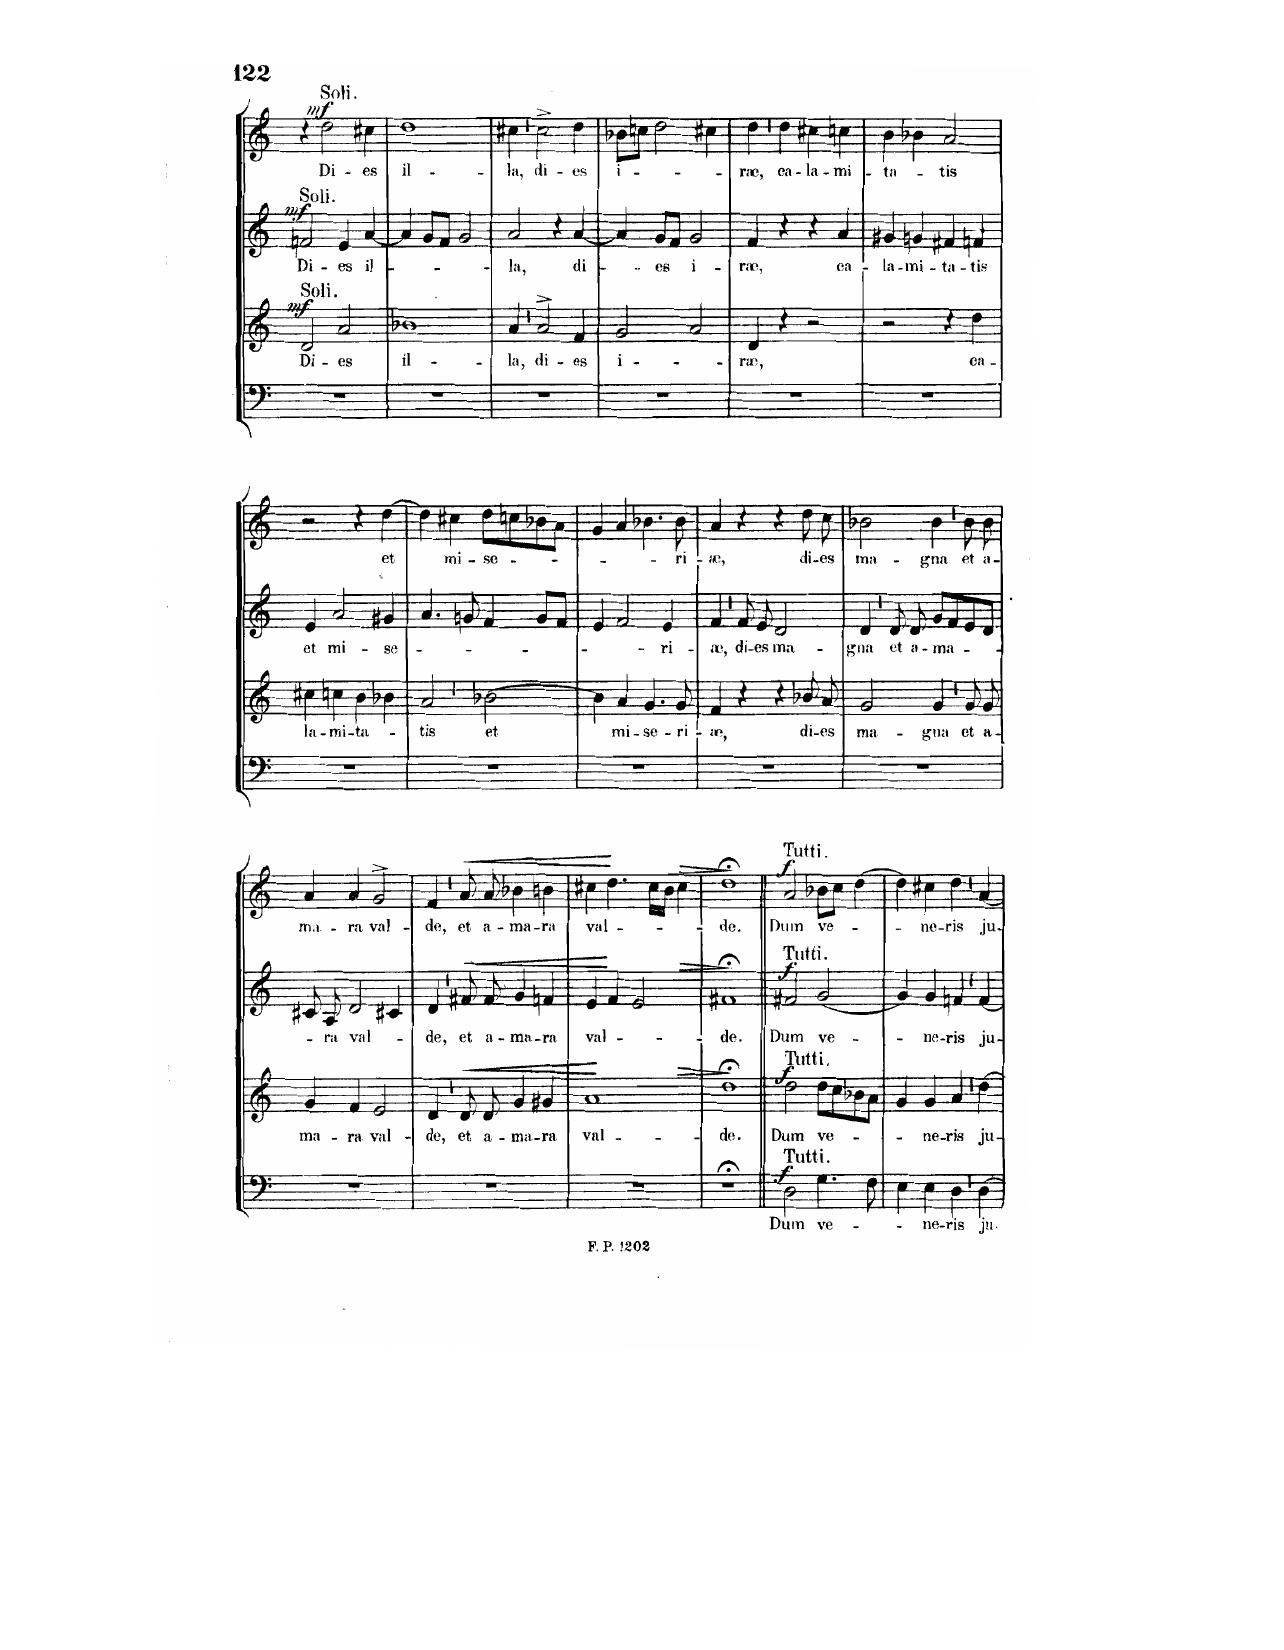 122
Soli.
mf
Di - es il - - la, di - es i - - - ræ, ca - la - mi - ta - tis
Soli.
mf
Di - es il - - - la, di - - es i - ræ, ca - la - mi - ta - tis
Soli.
mf
Di - es il - - la, di - es i - - - ræ, ca -
et mi - se - - - - - ri - æ, di - es ma - gna et a -
et mi - se - - - - - ri - æ, di - es ma - gna et a - ma - -
la - mi - ta - tis et mi - se - ri - æ, di - es ma - gna et a -
ma - ra val - de, et a - ma - ra val - - - de.
Tutti.
f
Dum ve - - - ne - ris ju -
- ra val - de, et a - ma - ra val - - - de.
Tutti.
f
Dum ve - - ne - ris ju -
ma - ra val - de, et a - ma - ra val - - - de.
Tutti.
f
Dum ve - - - ne - ris ju -
Tutti.
f
Dum ve - - - ne - ris ju -
F. P. 1202